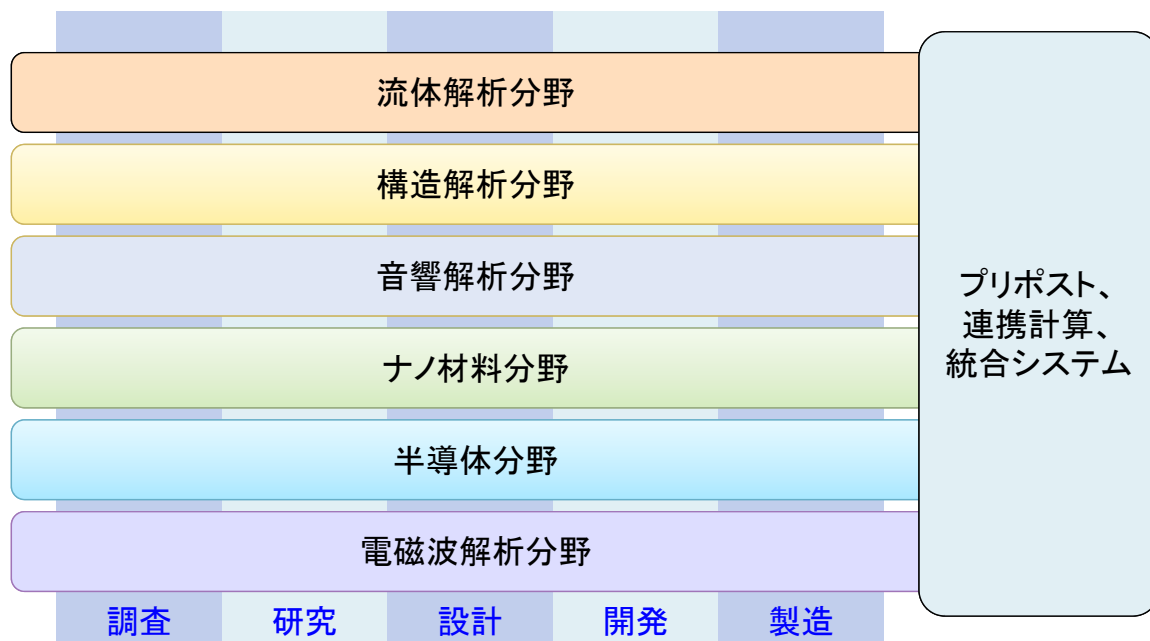 流体解析分野
構造解析分野
音響解析分野
ナノ材料分野
半導体分野
電磁波解析分野
プリポスト、
連携計算、
統合システム
調査
研究
設計
開発
製造